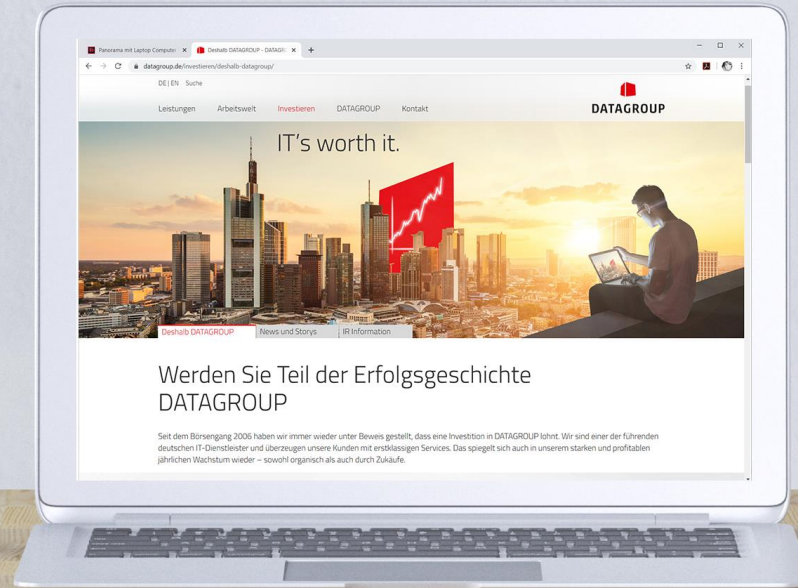 Panorama mit Laptop Computer
Deshalb DATAGROUP - DATAGR
datagroup.de/investieren/deshalb-datagroup/
DE | EN Suche
Leistungen Arbeitswelt Investieren DATAGROUP Kontakt
DATAGROUP
IT's worth it.
Deshalb DATAGROUP News und Storys IR Information
Werden Sie Teil der Erfolgsgeschichte
DATAGROUP
Seit dem Börsengang 2006 haben wir immer wieder unter Beweis gestellt, dass eine Investition in DATAGROUP lohnt. Wir sind einer der führenden
deutschen IT-Dienstleister und überzeugen unsere Kunden mit erstklassigen Services. Das spiegelt sich auch in unserem starken und profitablen
jährlichen Wachstum wieder – sowohl organisch als auch durch Zukäufe.